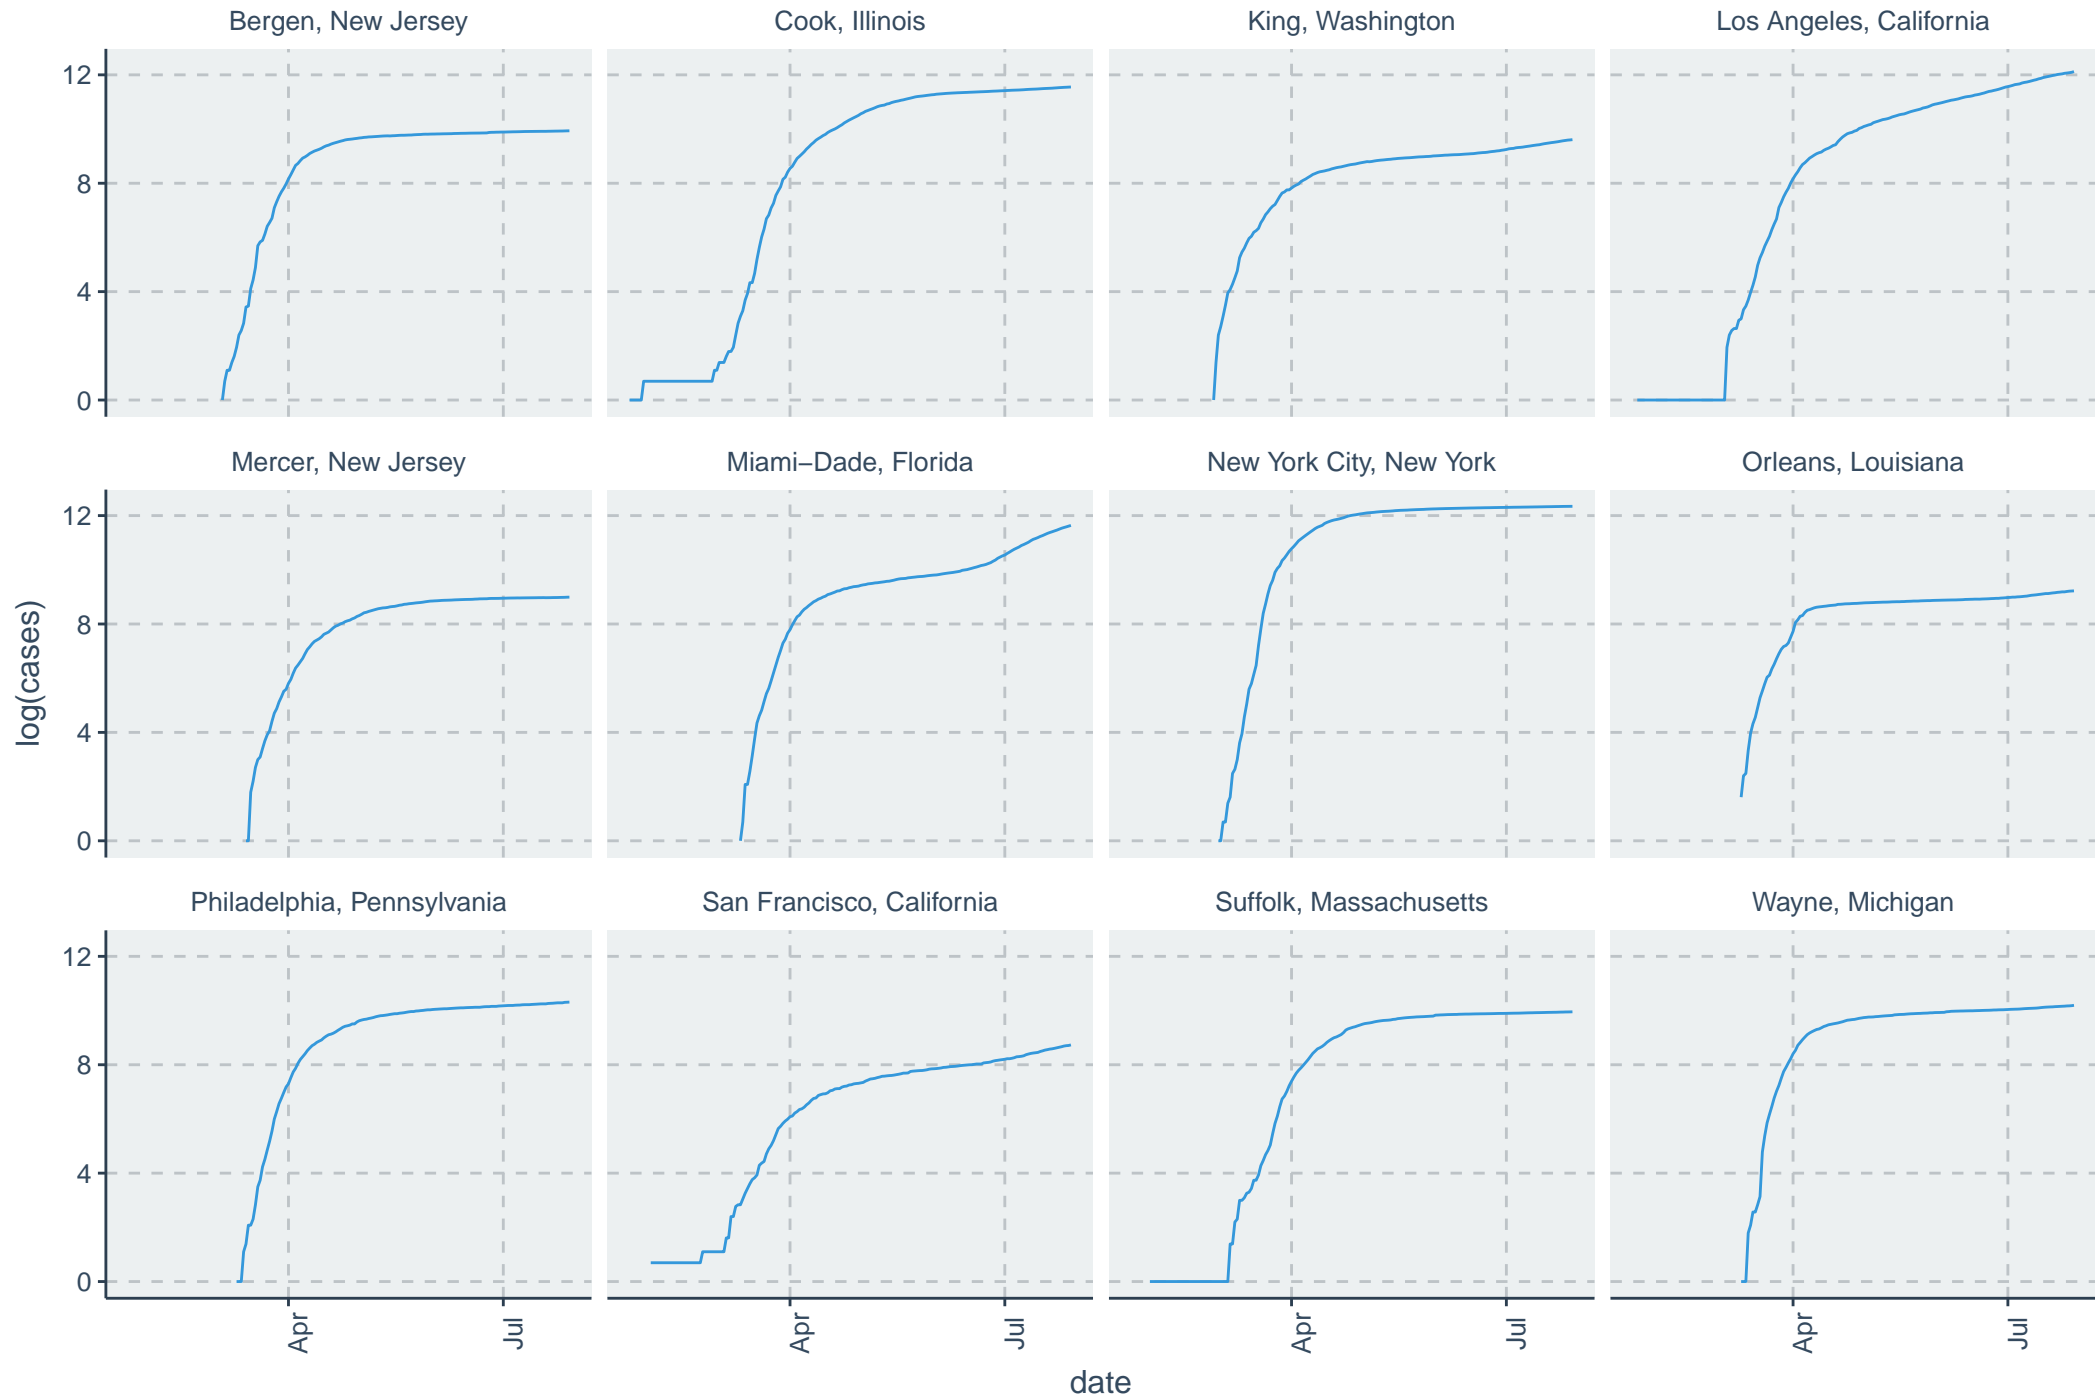 Bergen, New Jersey
Cook, Illinois
King, Washington
Los Angeles, California
12
8
4
0
Mercer, New Jersey
Miami−Dade, Florida
New York City, New York
Orleans, Louisiana
12
8
4
0
log(cases)
Philadelphia, Pennsylvania
San Francisco, California
Suffolk, Massachusetts
Wayne, Michigan
12
8
4
0
Apr
Jul
Apr
Jul
Apr
Jul
Apr
Jul
date